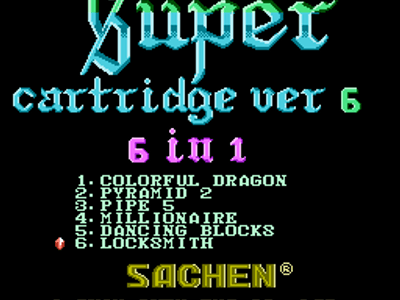 Super
cartridge ver 6
6 in 1
1. COLORFUL DRAGON
2. PYRAMID 2
3. PIPE 5
4. MILLIONAIRE
5. DANCING BLOCKS
6. LOCKSMITH
SACHEN®